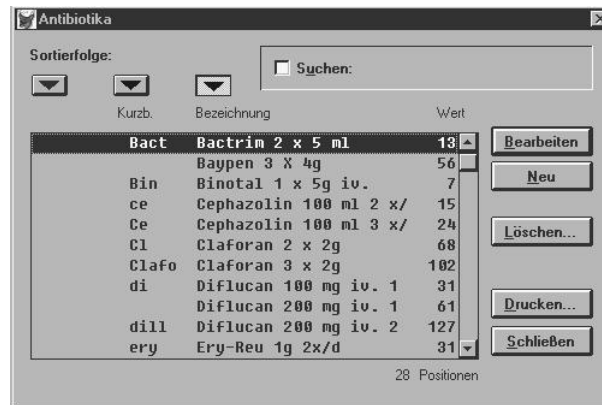 Antibiotika
Sortierfolge:
Suchen:
Kurzb. Bezeichnung Wert
Bact Bactrim 2 x 5 ml 13
Baypen 3 X 4g 56
Bin Binotal 1 x 5g iv. 7
ce Cephazolin 100 ml 2 x/ 15
Ce Cephazolin 100 ml 3 x/ 24
Cl Claforan 2 x 2g 68
Clafo Claforan 3 x 2g 102
di Diflucan 100 mg iv. 1 31
Diflucan 200 mg iv. 1 61
dill Diflucan 200 mg iv. 2 127
ery Ery-Reu 1g 2x/d 31
28 Positionen
Bearbeiten
Neu
Löschen...
Drucken...
Schließen